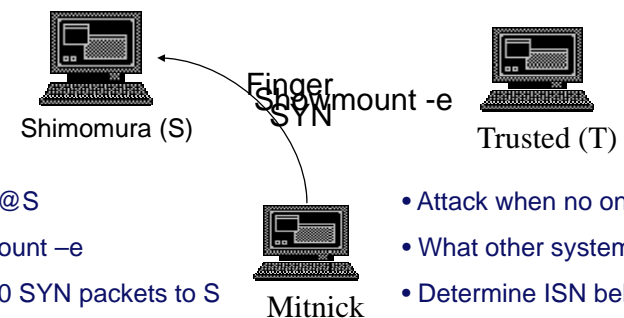 Finger
Showmount -e
SYN
Shimomura (S)
Trusted (T)
@S
ount –e
0 SYN packets to S
Mitnick
• Attack when no on
• What other system
• Determine ISN be